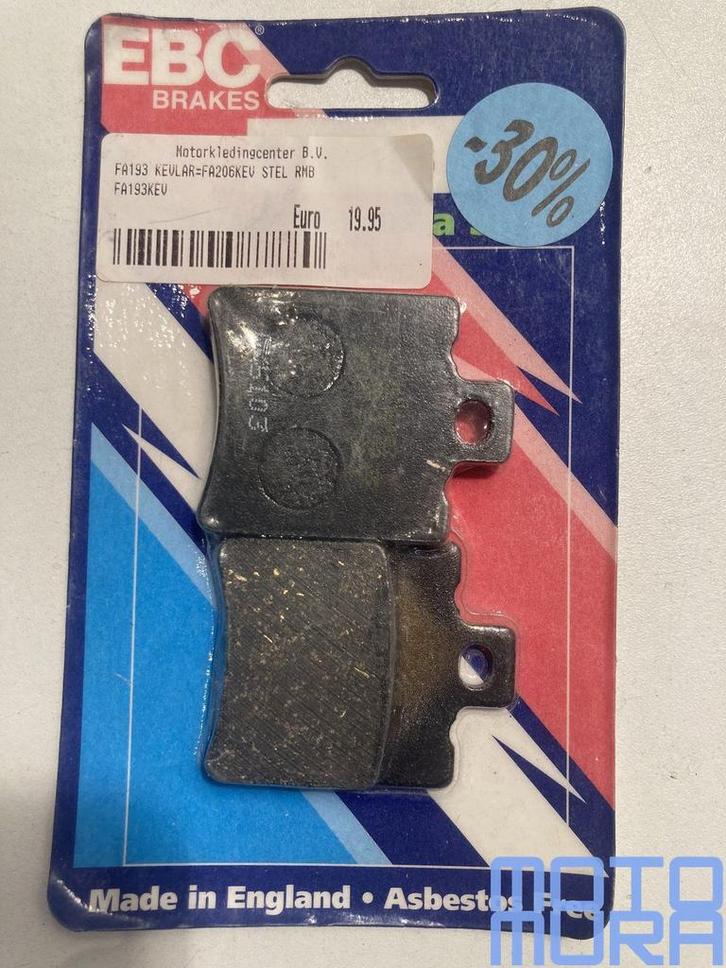 EBC®
BRAKES
-30%
Motorkledingcenter B.V.
FA193 KEVLAR=FA206KEV STEL RMB
FA193KEV
Euro 19.95
Made in England • Asbestos Free
MOTO
MORA